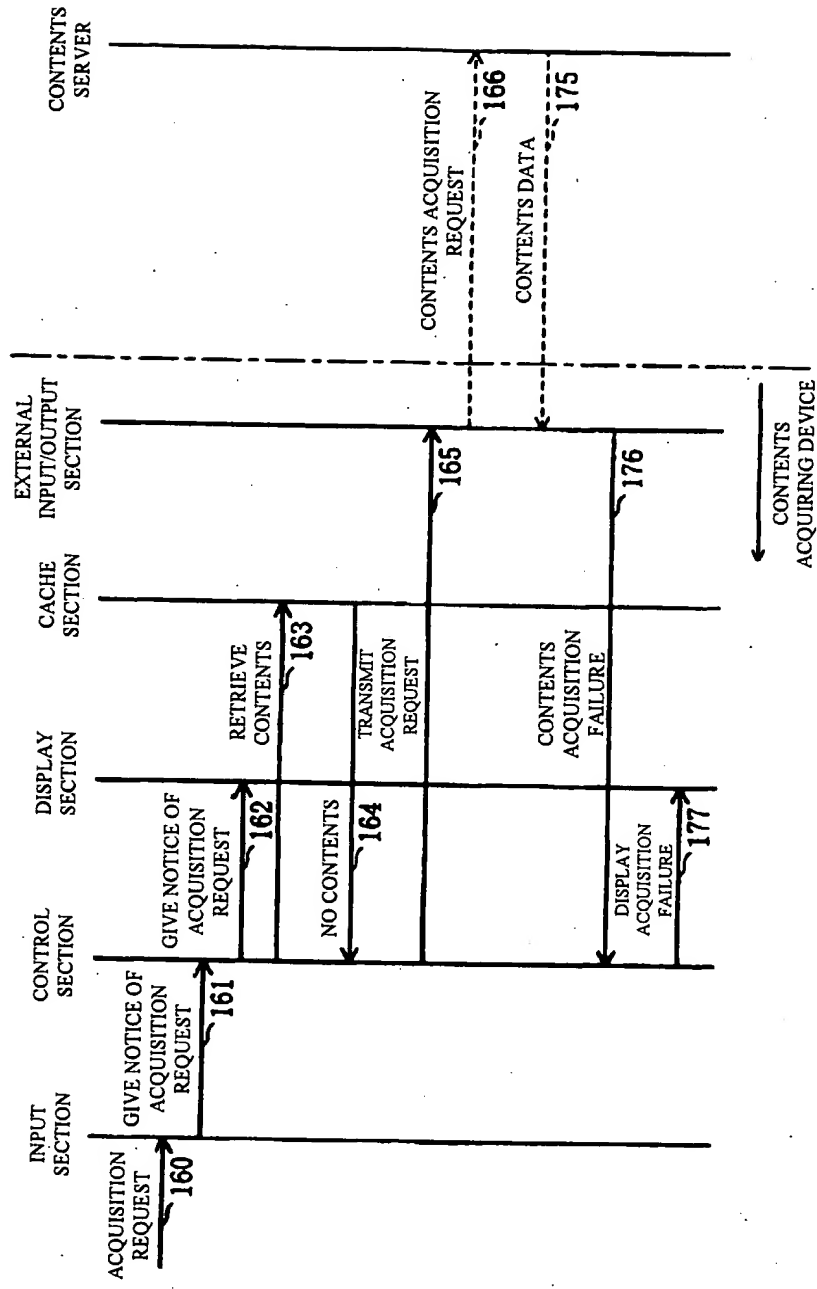 INPUT
SECTION
CONTROL
SECTION
DISPLAY
SECTION
CACHE
SECTION
EXTERNAL
INPUT/OUTPUT
SECTION
CONTENTS
SERVER
ACQUISITION
REQUEST
160
GIVE NOTICE OF
ACQUISITION
REQUEST
161
GIVE NOTICE OF
ACQUISITION
REQUEST
162
RETRIEVE
CONTENTS
163
NO CONTENTS
164
TRANSMIT
ACQUISITION
REQUEST
165
CONTENTS ACQUISITION
REQUEST
166
CONTENTS DATA
175
CONTENTS
ACQUISITION
FAILURE
176
DISPLAY
ACQUISITION
FAILURE
177
CONTENTS
ACQUIRING DEVICE